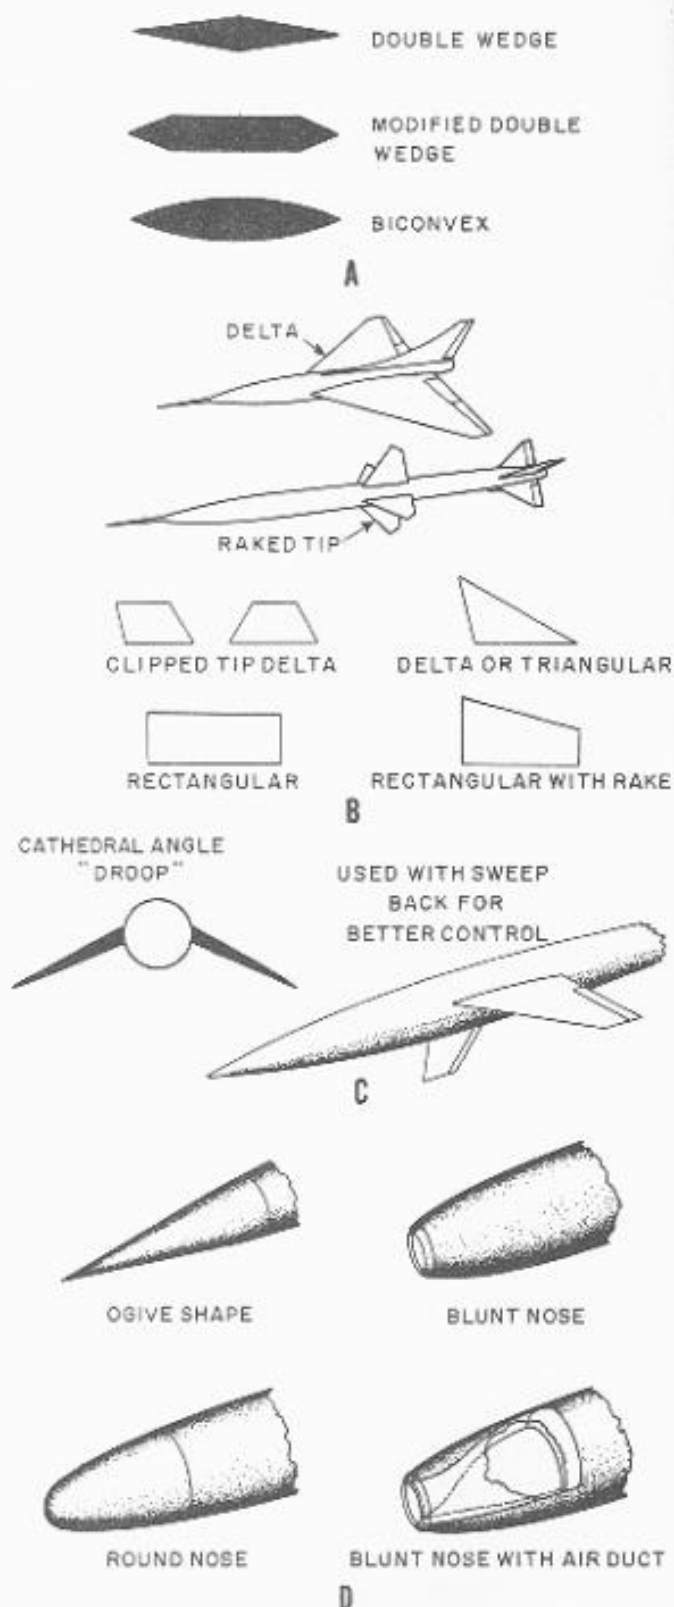 DOUBLE WEDGE
MODIFIED DOUBLE
WEDGE
BICONVEX
A
DELTA
RAKED TIP
CLIPPED TIP DELTA
DELTA OR TRIANGULAR
RECTANGULAR
RECTANGULAR WITH RAKE
B
CATHEDRAL ANGLE
"DROOP"
USED WITH SWEEP
BACK FOR
BETTER CONTROL
C
OGIVE SHAPE
BLUNT NOSE
ROUND NOSE
BLUNT NOSE WITH AIR DUCT
D